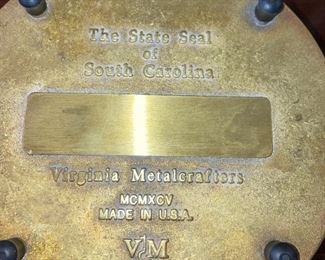 The State Seal
of
South Carolina
Virginia Metalcrafters
MCMXCV
MADE IN U.S.A.
VM